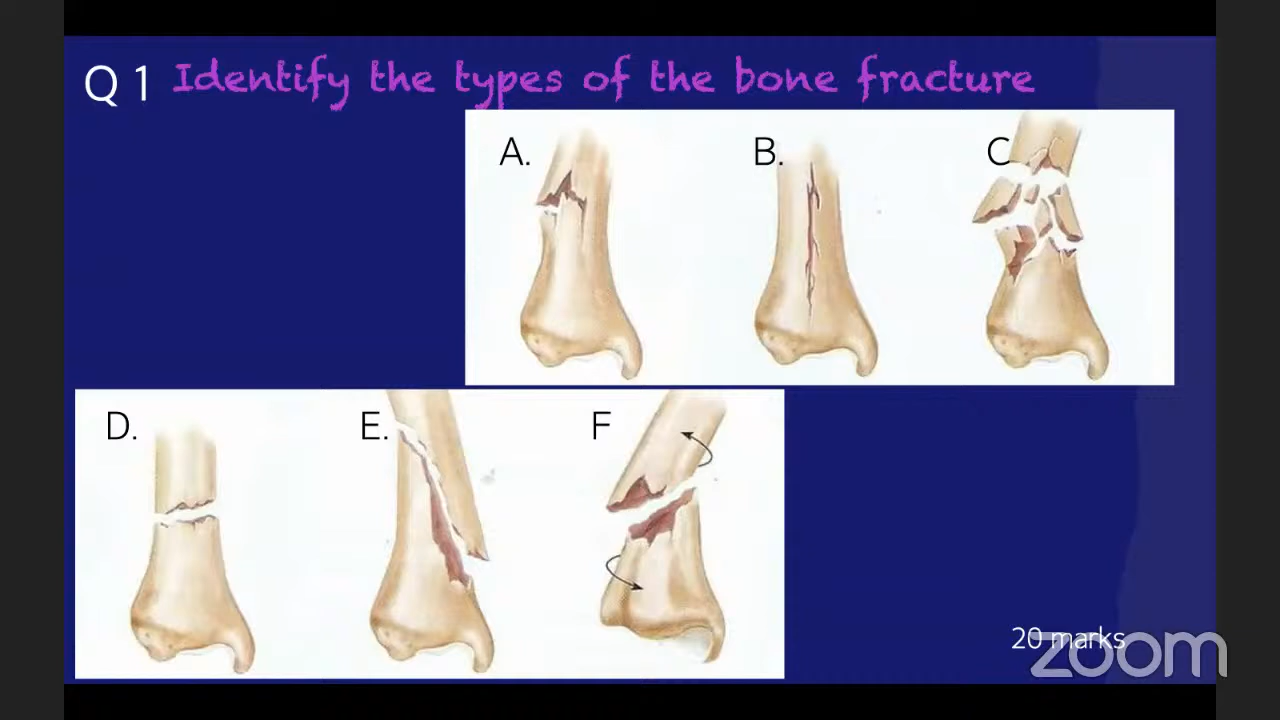 Q 1 Identify the types of the bone fracture
A.
B.
C
D.
E.
F
20 marks
zoom